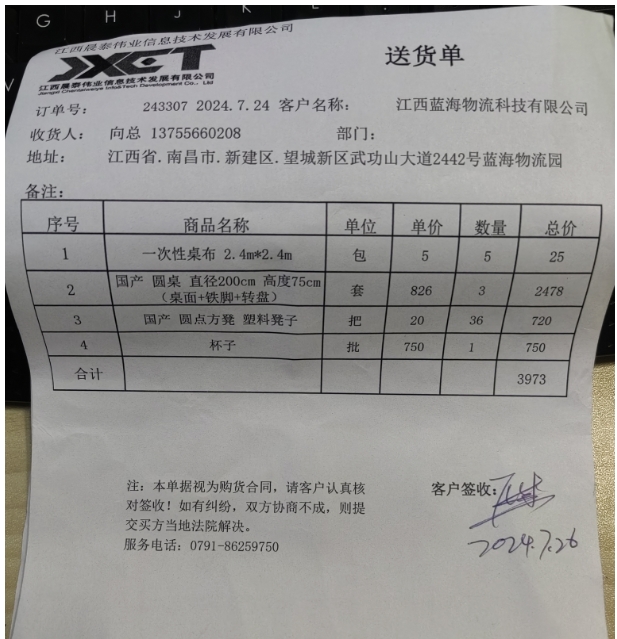 G H J K L
江西晨泰伟业信息技术发展有限公司
JXCT
送货单
江西晨泰伟业信息技术发展有限公司
订单号： 243307 2024.7.24 客户名称： 江西蓝海物流科技有限公司
收货人： 向总 13755660208 部门：
地址： 江西省.南昌市.新建区.望城新区武功山大道2442号蓝海物流园
备注：
序号 商品名称 单位 单价 数量 总价
1 一次性桌布 2.4m*2.4m 包 5 5 25
2 国产 圆桌 直径200cm 高度75cm
（桌面+铁脚+转盘） 套 826 3 2478
3 国产 圆点方凳 塑料凳子 把 20 36 720
4 杯子 批 750 1 750
合计 3973
注：本单据视为购货合同，请客户认真核
对签收！如有纠纷，双方协商不成，则提
交买方当地法院解决。
服务电话：0791-86259750
客户签收：
2024.7.26